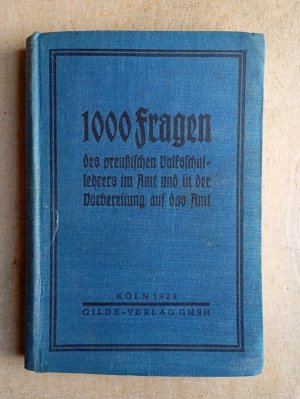 1000 Fragen
des preußischen Volksschul-
lehrers im Amt und in der
Vorbereitung auf das Amt
KÖLN 1929
GILDE-VERLAG GMBH